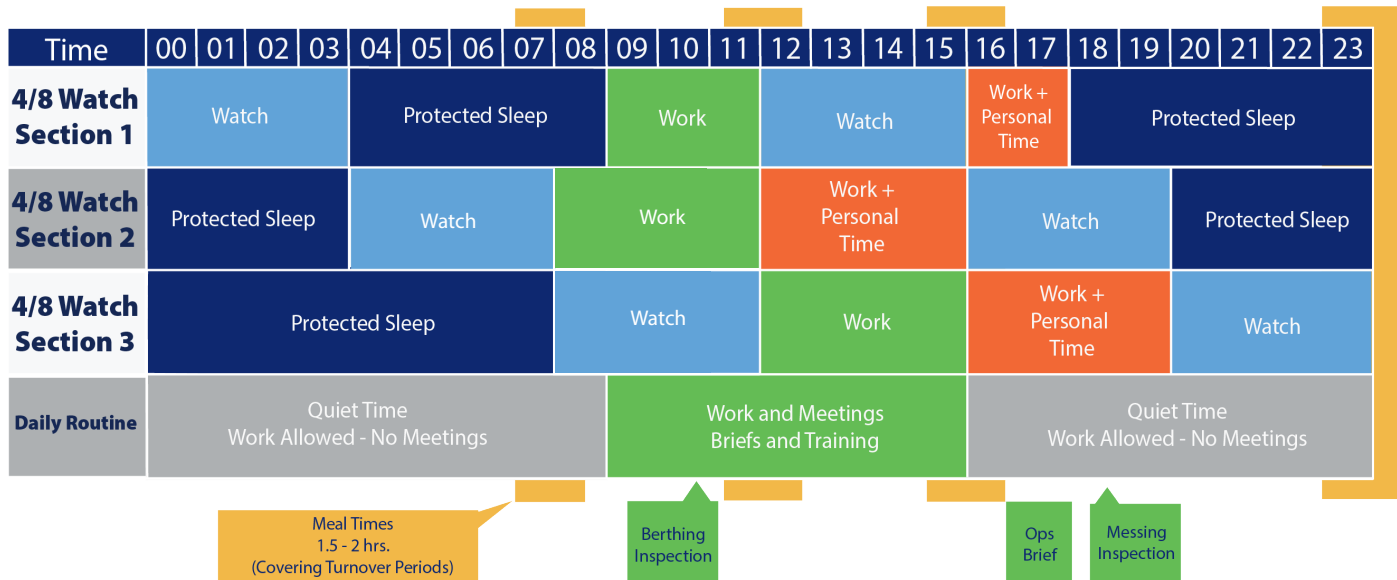 Time 00 01 02 03 04 05 06 07 08 09 10 11 12 13 14 15 16 17 18 19 20 21 22 23
4/8 Watch
Section 1
Watch
Protected Sleep
Work
Watch
Work +
Personal
Time
Protected Sleep
4/8 Watch
Section 2
Protected Sleep
Watch
Work
Work +
Personal
Time
Watch
Protected Sleep
4/8 Watch
Section 3
Protected Sleep
Watch
Work
Work +
Personal
Time
Watch
Daily Routine
Quiet Time
Work Allowed - No Meetings
Work and Meetings
Briefs and Training
Quiet Time
Work Allowed - No Meetings
Meal Times
1.5 - 2 hrs.
(Covering Turnover Periods)
Berthing
Inspection
Ops
Brief
Messing
Inspection